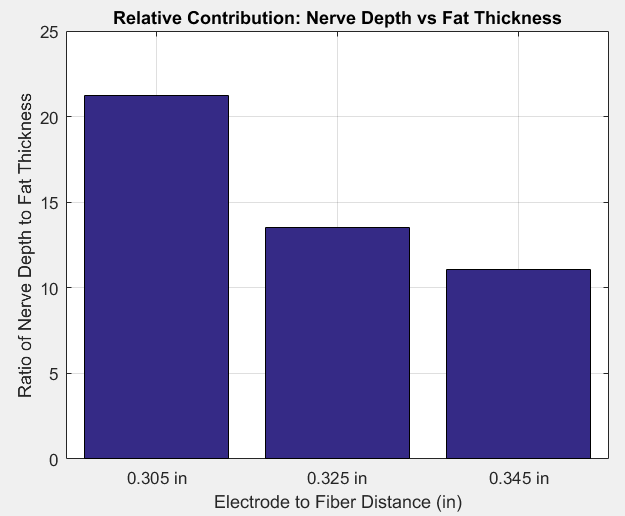 Relative Contribution: Nerve Depth vs Fat Thickness
Ratio of Nerve Depth to Fat Thickness
25
20
15
10
5
0
0.305 in
0.325 in
0.345 in
Electrode to Fiber Distance (in)